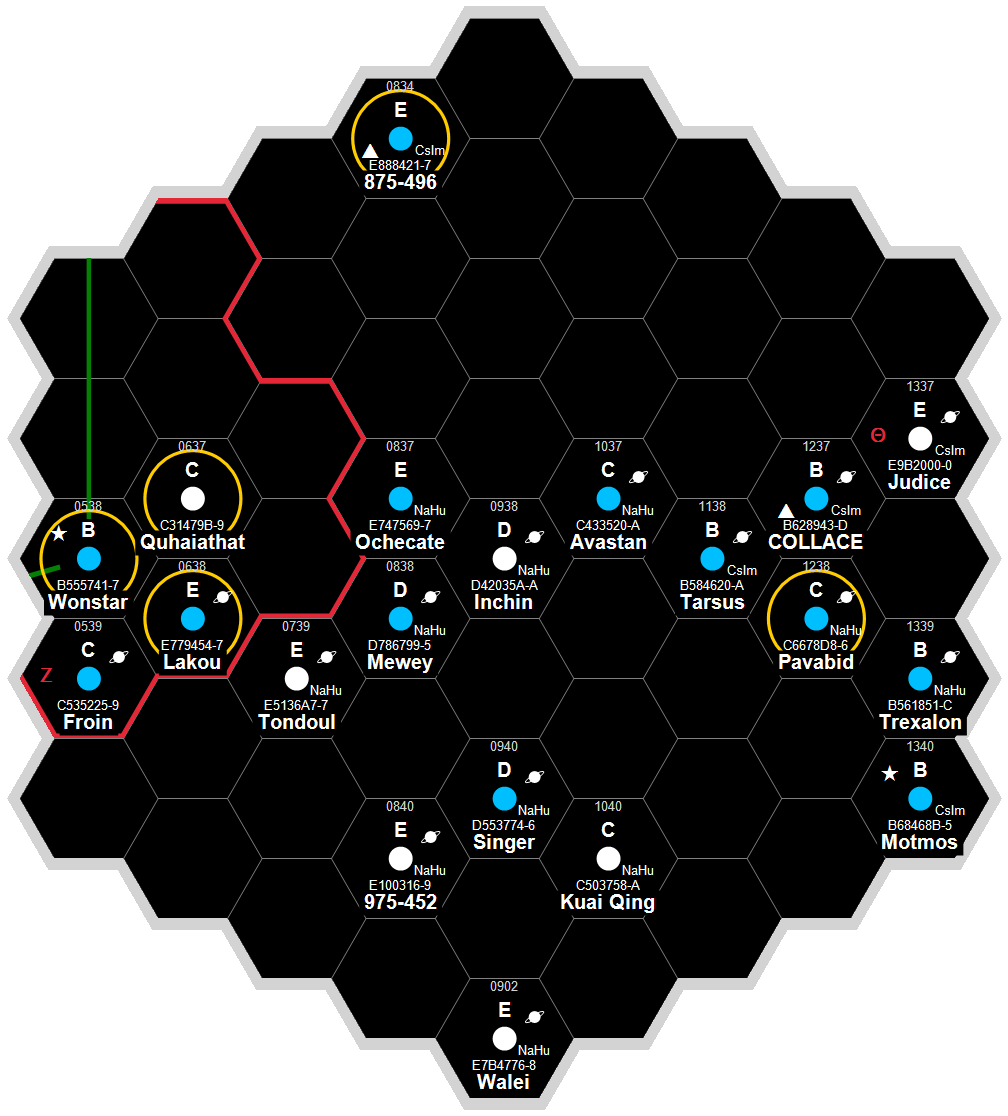 0834
E
CsIm
E888421-7
875-496
1337
E
Θ
CsIm
E9B2000-0
Judice
0637
C
C31479B-9
Quhaiathat
0837
E
NaHu
E747569-7
Ochecate
1037
C
NaHu
C433520-A
Avastan
1237
B
CsIm
B628943-D
COLLACE
0538
B
B555741-7
Wonstar
0938
D
NaHu
D42035A-A
Inchin
1138
B
CsIm
B584620-A
Tarsus
0638
E
E779454-7
Lakou
0838
D
NaHu
D786799-5
Mewey
1238
C
NaHu
C6678D8-6
Pavabid
0539
C
Z
C535225-9
Froin
0739
E
NaHu
E5136A7-7
Tondoul
1339
B
NaHu
B561851-C
Trexalon
0940
D
NaHu
D553774-6
Singer
1340
B
CsIm
B68468B-5
Motmos
0840
E
NaHu
E100316-9
975-452
1040
C
NaHu
C503758-A
Kuai Qing
0902
E
NaHu
E7B4776-8
Walei